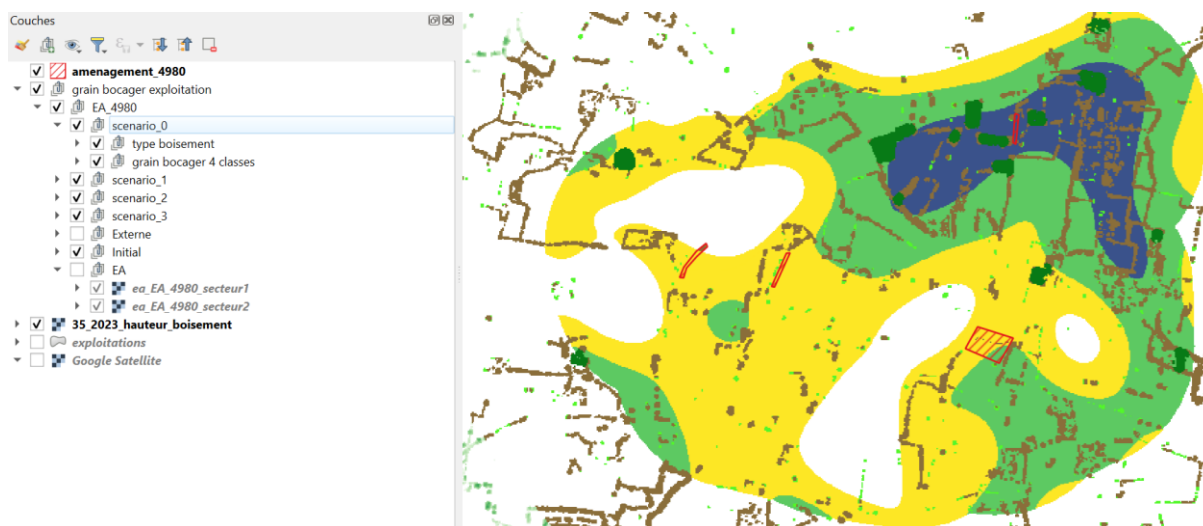 Couches
amenagement_4980
grain bocager exploitation
EA_4980
scenario_0
type boisement
grain bocager 4 classes
scenario_1
scenario_2
scenario_3
Externe
Initial
EA
ea_EA_4980_secteur1
ea_EA_4980_secteur2
35_2023_hauteur_boisement
exploitations
Google Satellite